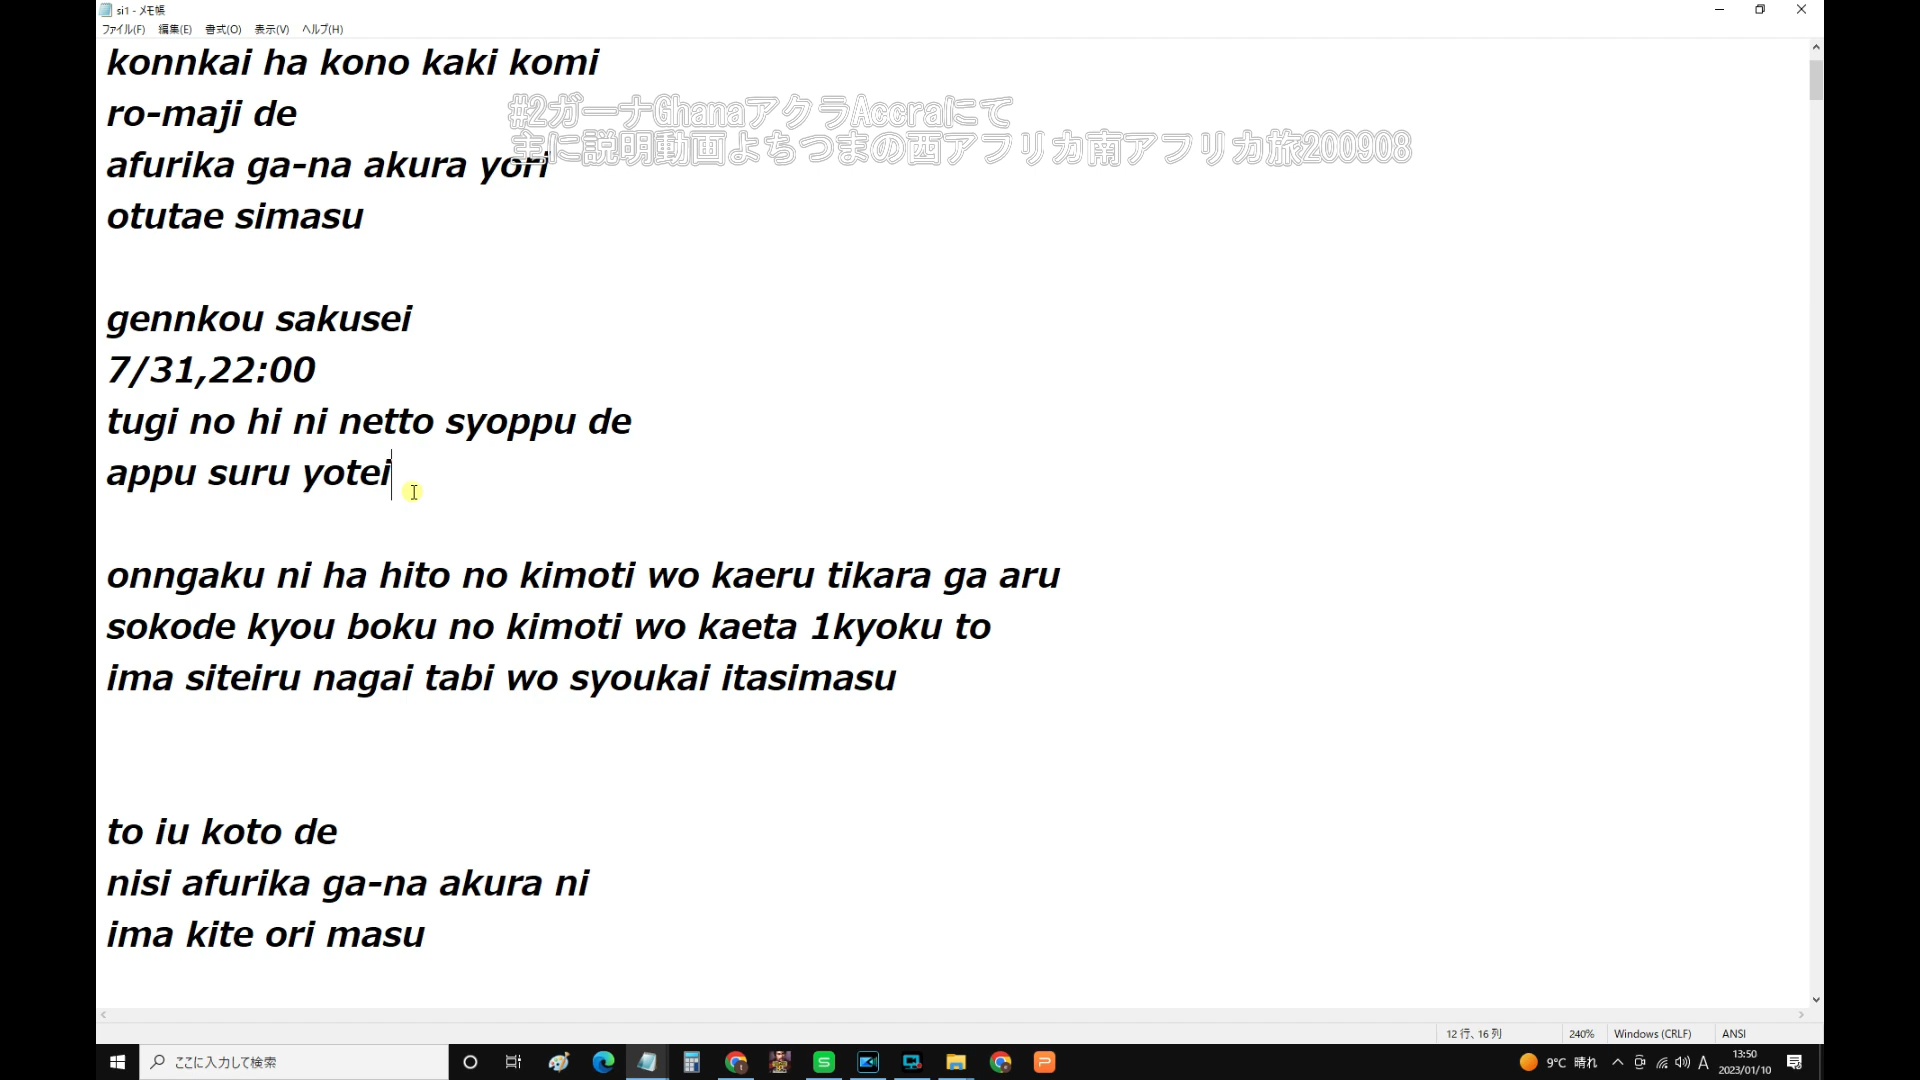 si1 - メモ帳
ファイル(F) 編集(E) 書式(O) 表示(V) ヘルプ(H)
konnkai ha kono kaki komi
ro-maji de
#2ガーナGhanaアクラAccraにて
主に説明動画よちつまの西アフリカ南アフリカ旅200908
afurika ga-na akura yori
otutae simasu
gennkou sakusei
7/31,22:00
tugi no hi ni netto syoppu de
appu suru yotei
onngaku ni ha hito no kimoti wo kaeru tikara ga aru
sokode kyou boku no kimoti wo kaeta 1kyoku to
ima siteiru nagai tabi wo syoukai itasimasu
to iu koto de
nisi afurika ga-na akura ni
ima kite ori masu
12 行、16 列 240% Windows (CRLF) ANSI
ここに入力して検索
9°C 晴れ A 13:50
2023/01/10